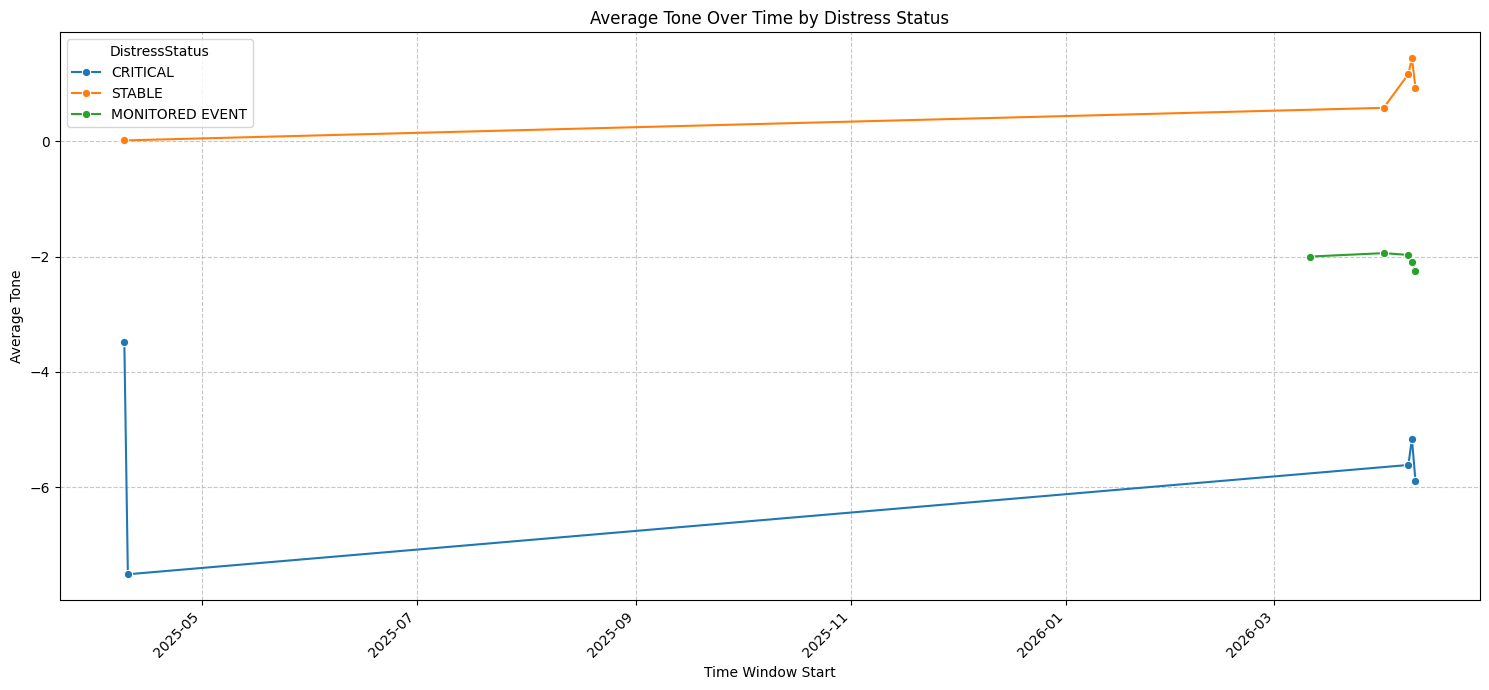 Average Tone Over Time by Distress Status
DistressStatus
CRITICAL
STABLE
MONITORED EVENT
Average Tone
0
−2
−4
−6
2025-05
2025-07
2025-09
2025-11
2026-01
2026-03
Time Window Start